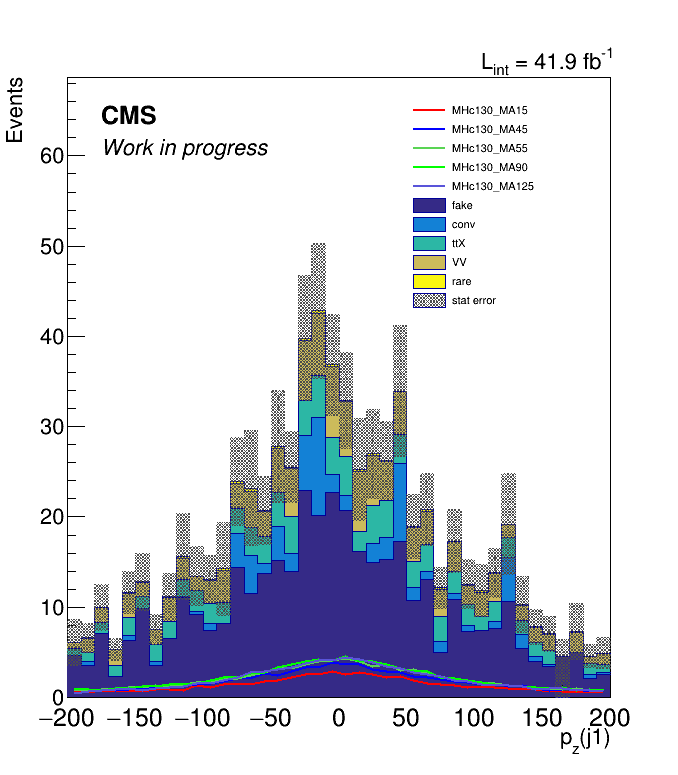 L_int = 41.9 fb^-1
Events
CMS
Work in progress
MHc130_MA15
MHc130_MA45
MHc130_MA55
MHc130_MA90
MHc130_MA125
fake
conv
ttX
VV
rare
stat error
60
50
40
30
20
10
0
−200 −150 −100 −50 0 50 100 150 200
p_z(j1)